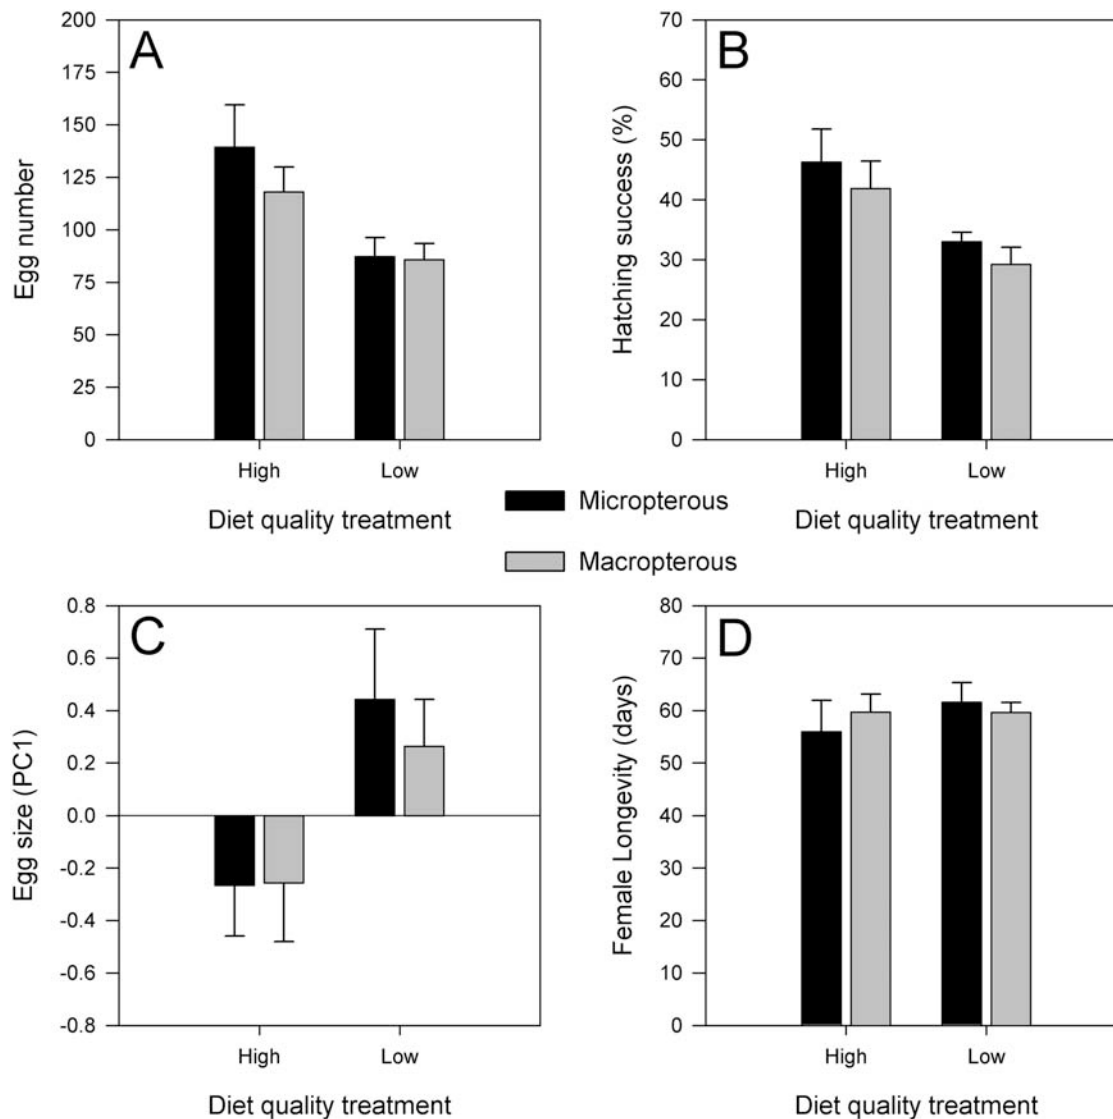 A
Egg number
200
175
150
125
100
75
50
25
0
High Low
Diet quality treatment
B
Hatching success (%)
70
60
50
40
30
20
10
0
High Low
Diet quality treatment
Micropterous
Macropterous
C
Egg size (PC1)
0.8
0.6
0.4
0.2
0.0
-0.2
-0.4
-0.6
-0.8
High Low
Diet quality treatment
D
Female Longevity (days)
80
70
60
50
40
30
20
10
0
High Low
Diet quality treatment